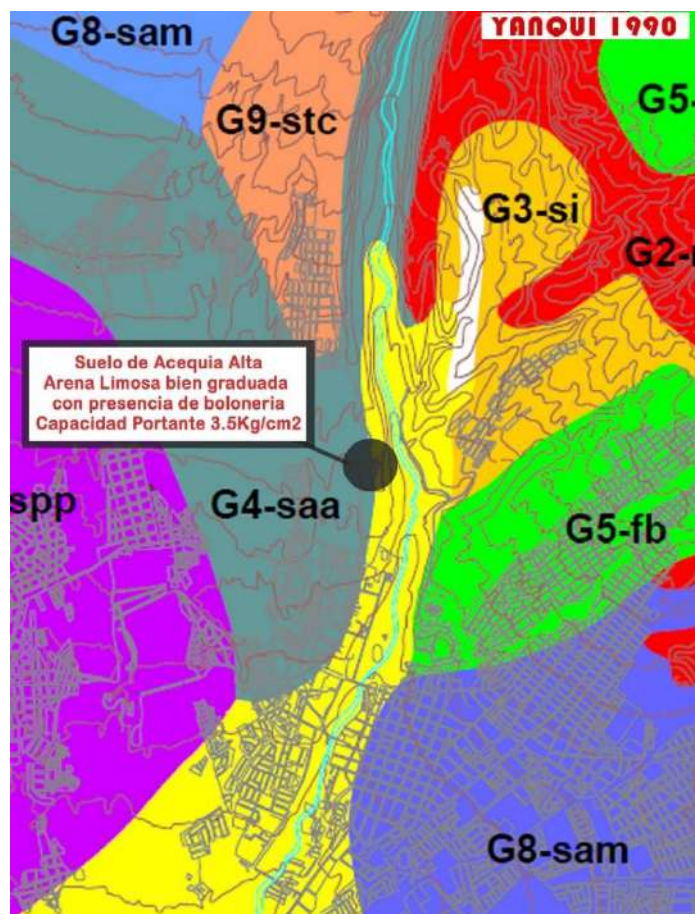 YANQUI 1990
G8-sam
G9-stc
G5-
G3-si
G2-
Suelo de Acequia Alta
Arena Limosa bien graduada
con presencia de boloneria
Capacidad Portante 3.5Kg/cm2
spp
G4-saa
G5-fb
G8-sam